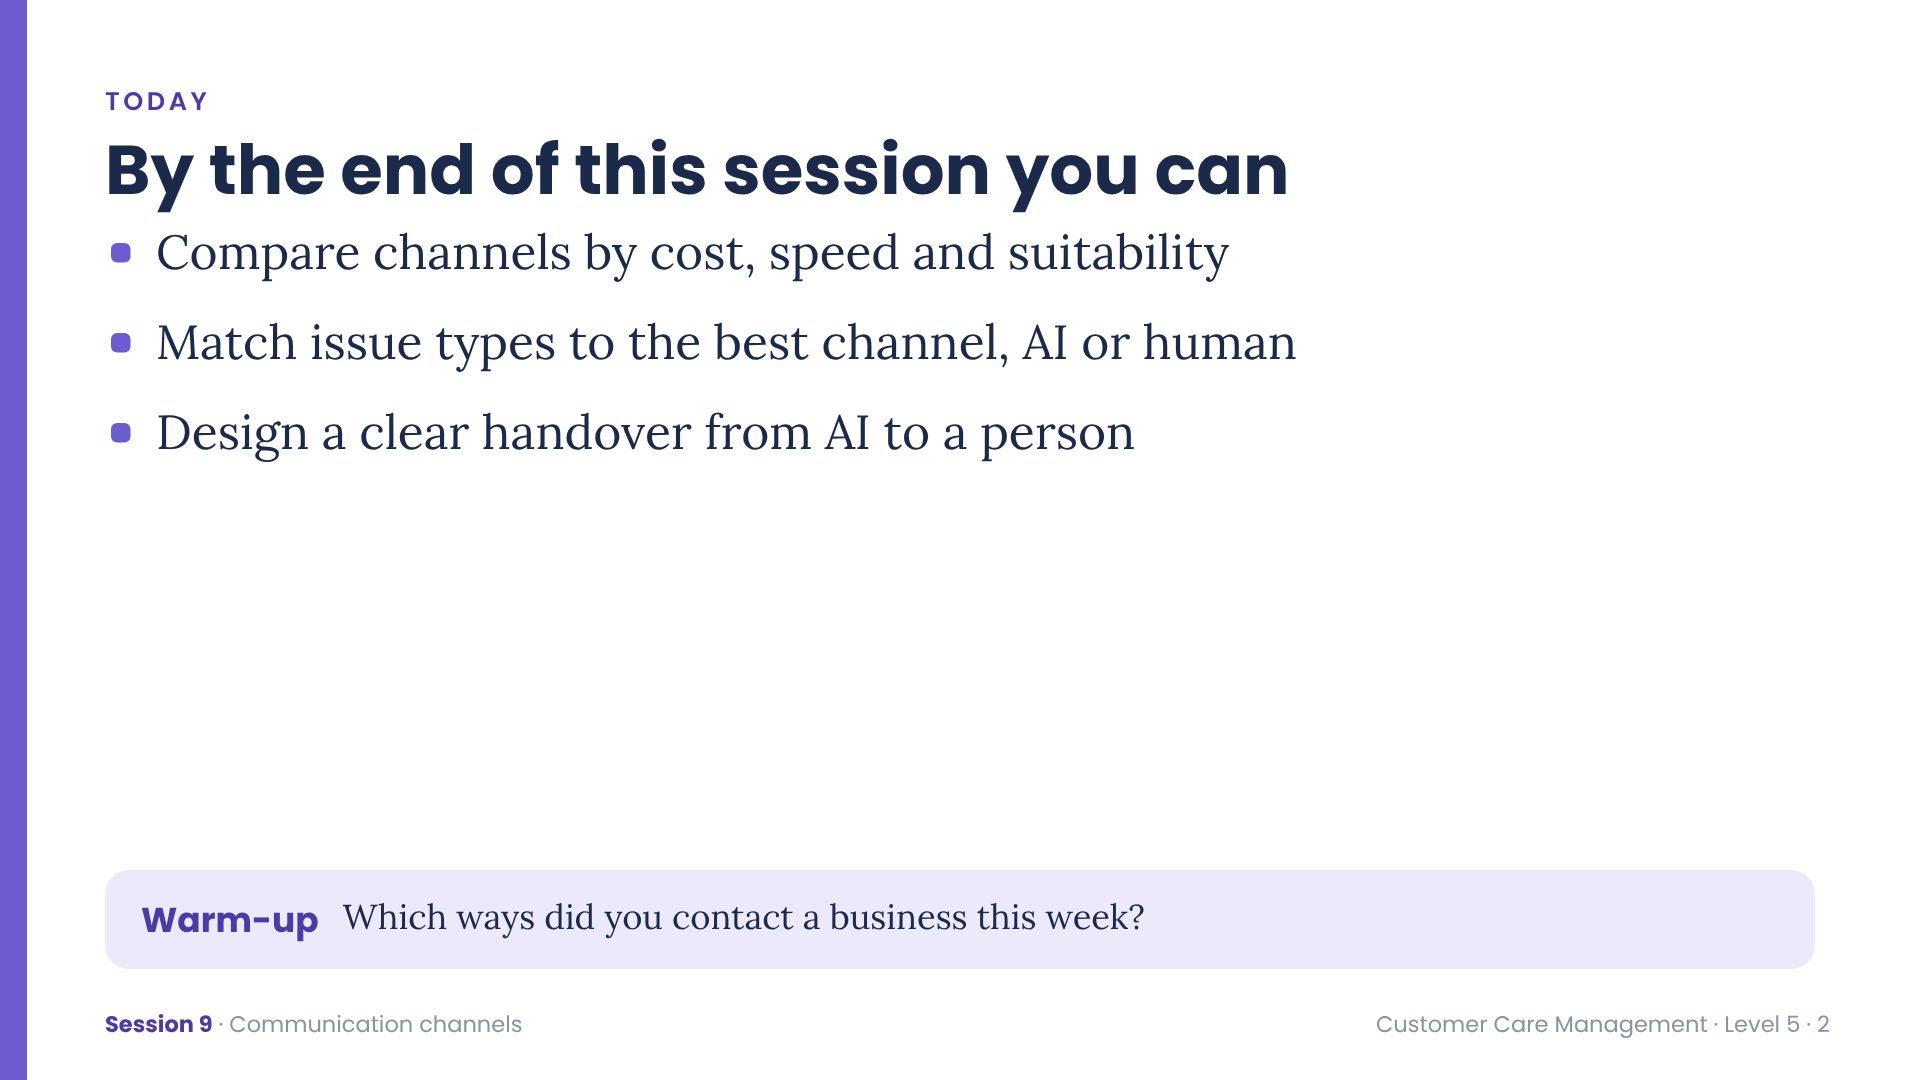 TODAY
By the end of this session you can
Compare channels by cost, speed and suitability
Match issue types to the best channel, AI or human
Design a clear handover from AI to a person
Warm-up Which ways did you contact a business this week?
Session 9 · Communication channels
Customer Care Management · Level 5 · 2